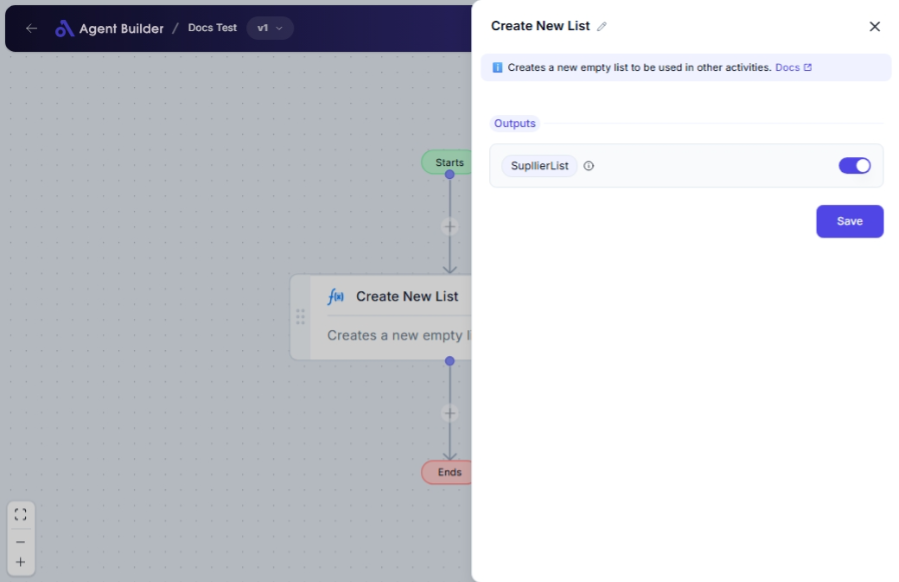 Agent Builder / Docs Test v1
Create New List
Creates a new empty list to be used in other activities. Docs
Outputs
SupllierList
Save
Starts
Create New List
Creates a new empty l
Ends